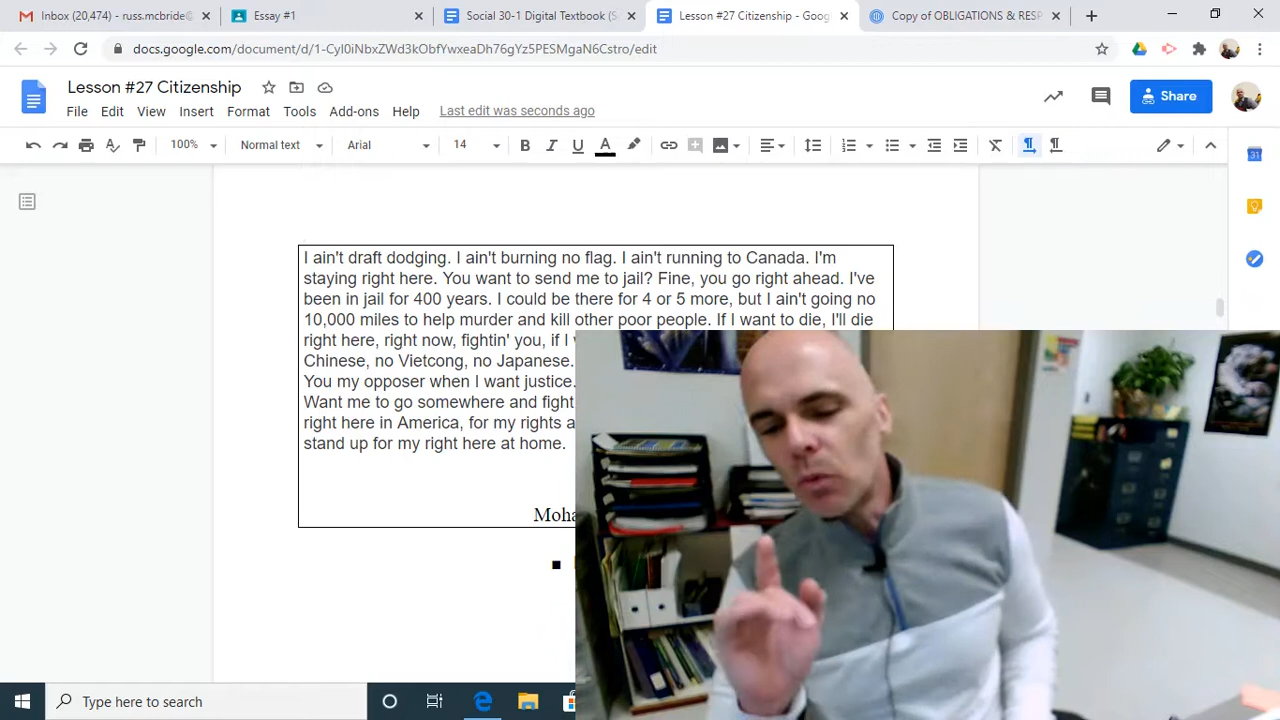 Inbox (20,474) - russ.mcbride@
Essay #1
Social 30-1 Digital Textbook (S
Lesson #27 Citizenship - Goog
Copy of OBLIGATIONS & RESP
docs.google.com/document/d/1-CyI0iNbxZWd3kObfYwxeaDh76gYz5PESMgaN6Cstro/edit
Lesson #27 Citizenship
File Edit View Insert Format Tools Add-ons Help Last edit was seconds ago
Share
100% Normal text Arial 14 B I U A
31
I ain't draft dodging. I ain't burning no flag. I ain't running to Canada. I'm
staying right here. You want to send me to jail? Fine, you go right ahead. I've
been in jail for 400 years. I could be there for 4 or 5 more, but I ain't going no
10,000 miles to help murder and kill other poor people. If I want to die, I'll die
right here, right now, fightin' you, if I
Chinese, no Vietcong, no Japanese.
You my opposer when I want justice.
Want me to go somewhere and fight
right here in America, for my rights
stand up for my right here at home.
Type here to search